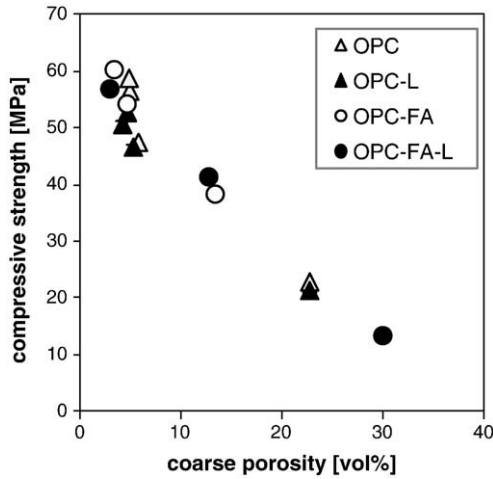 70
60
50
40
30
20
10
0
compressive strength [MPa]
OPC
OPC-L
OPC-FA
OPC-FA-L
0 10 20 30 40
coarse porosity [vol%]